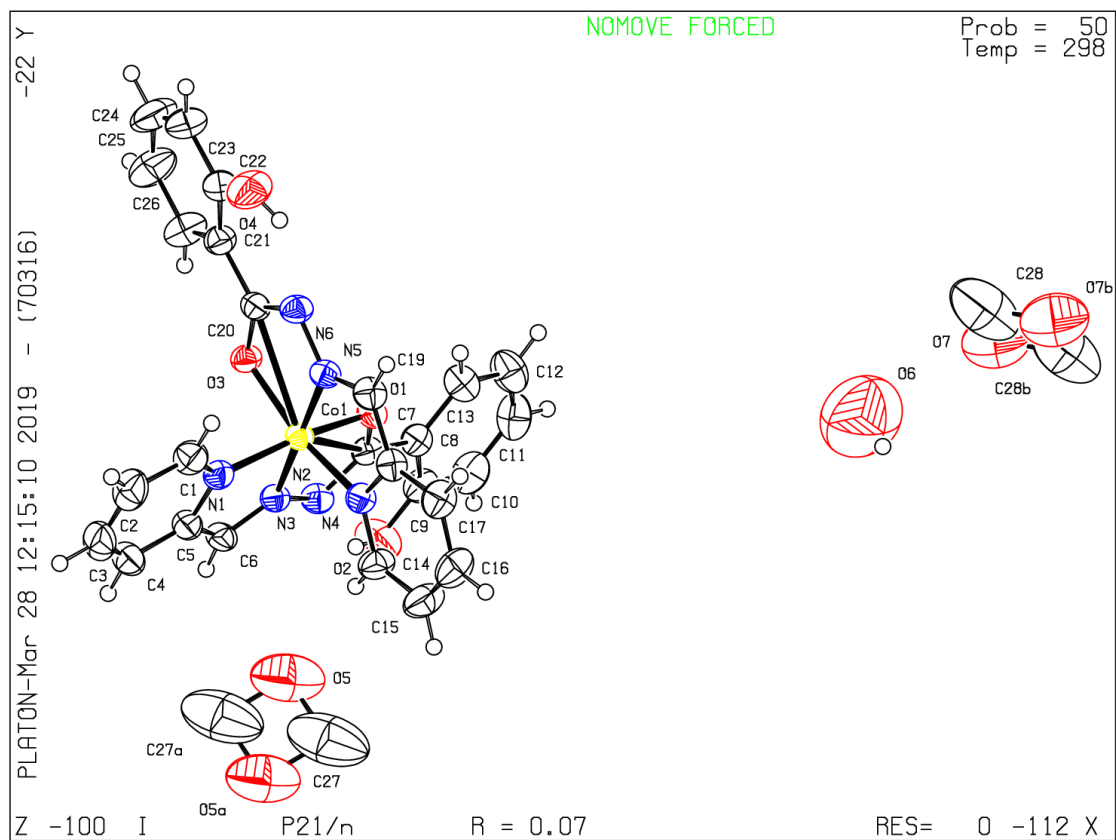 NOMOVE FORCED
Prob = 50
Temp = 298
PLATON-Mar 28 12:15:10 2019 - (70316) -22 Y
C24
C25
C23
C22
C26
O4
C21
C28
O7b
C20
N6
O7
N5
C19
O3
O1
C12
O6
C28b
Co1
C7
C13
C8
C11
N2
C1
N1
C10
C2
N3
N4
C9
C17
C5
C3
C6
C14
C4
O2
C16
C15
O5
C27a
C27
O5a
Z -100 I P21/n R = 0.07 RES= 0 -112 X